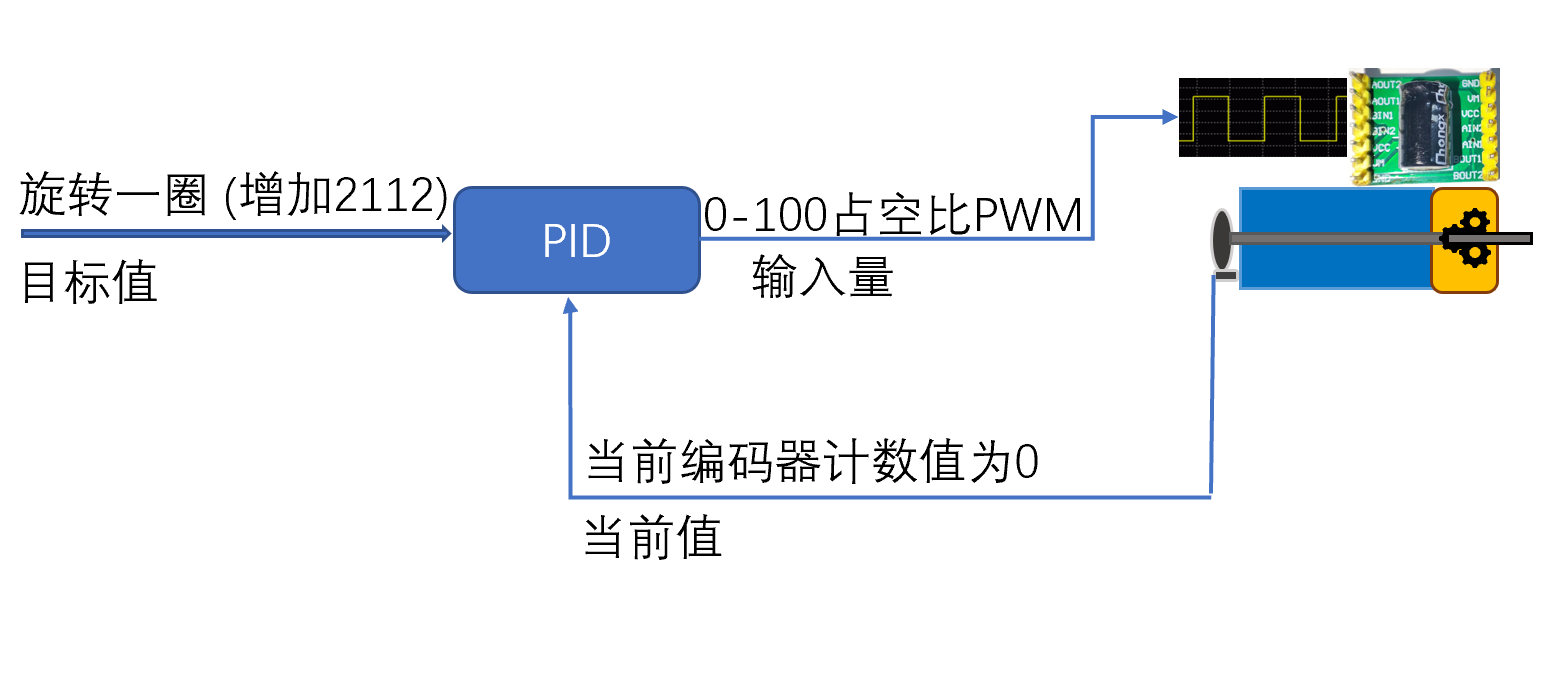 旋转一圈 (增加2112)
目标值
PID
0-100占空比PWM
输入量
当前编码器计数值为0
当前值
AOUT2
AOUT1
BIN1
BIN2
VCC
VM
GND
GND
VM
VCC
AIN2
AIN1
BOUT1
BOUT2